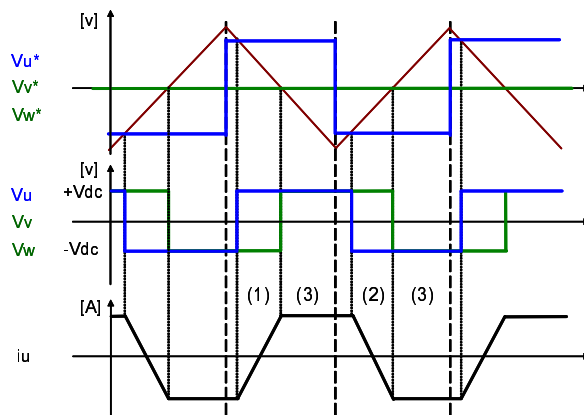 [v]
Vu*
Vv*
Vw*
[v]
Vu
+Vdc
Vv
Vw
-Vdc
(1) (3) (2) (3)
[A]
iu